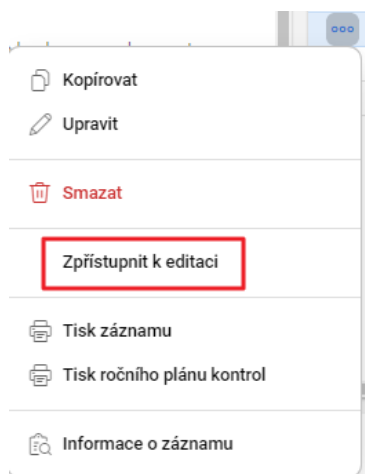 Kopírovat
Upravit
Smazat
Zpřístupnit k editaci
Tisk záznamu
Tisk ročního plánu kontrol
Informace o záznamu